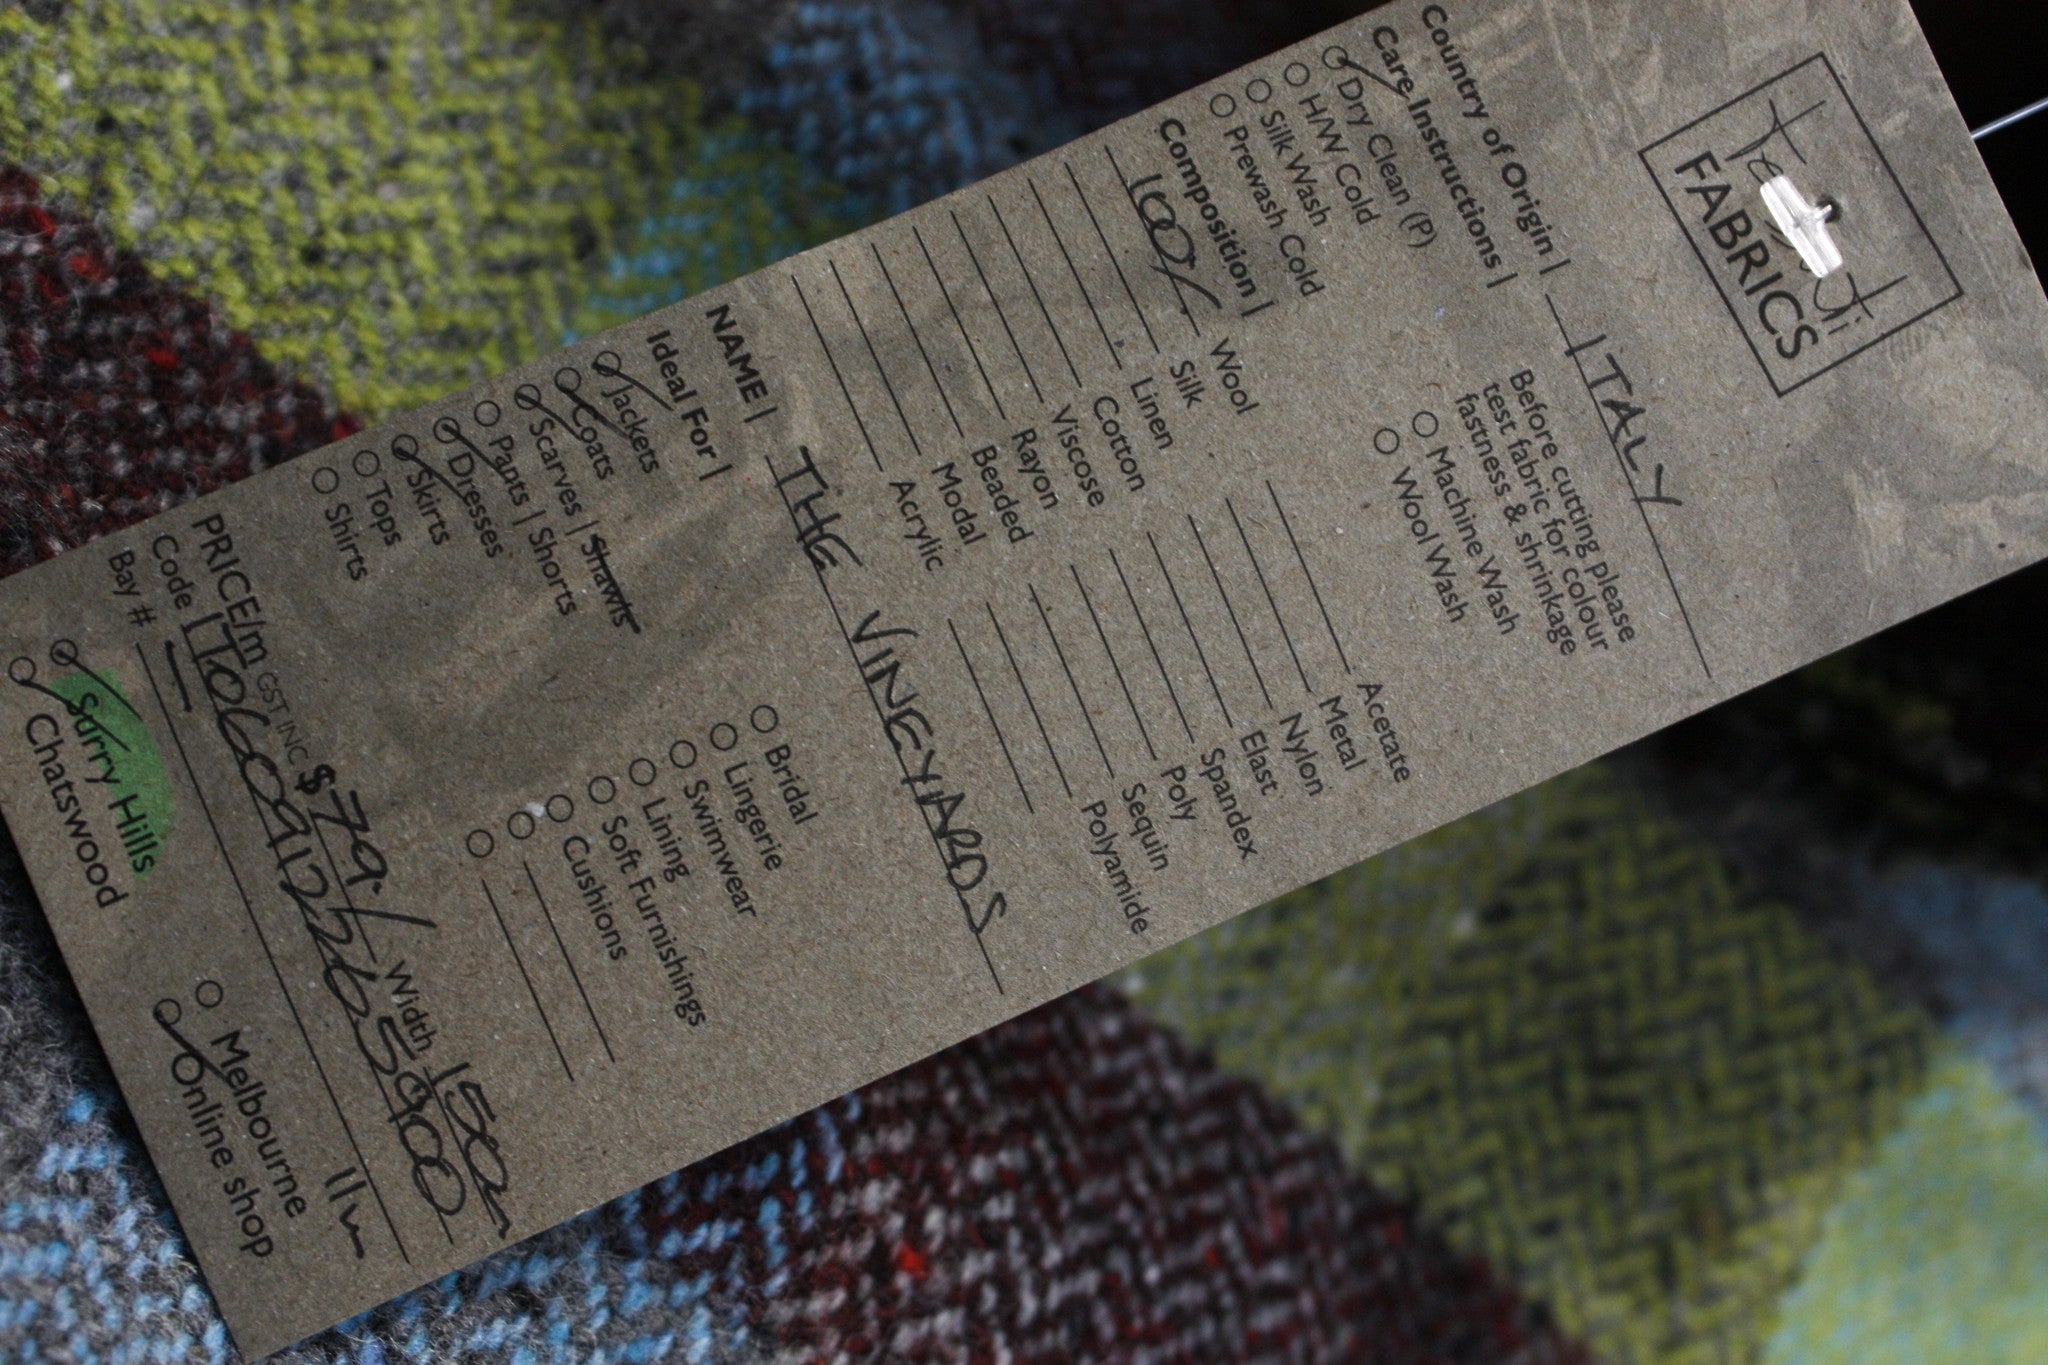 FABRICS
Country of Origin | ITALY
Care Instructions |
Dry Clean (P)
H/W Cold
Silk Wash
Prewash Cold
Before cutting please
test fabric for colour
fastness & shrinkage
Machine Wash
Wool Wash
Composition |
100% Wool
Silk
Linen
Cotton
Viscose
Rayon
Beaded
Modal
Acrylic
Acetate
Metal
Nylon
Elast
Spandex
Poly
Sequin
Polyamide
NAME | THE VINEYARDS
Ideal For |
Jackets
Coats
Scarves | Shawls
Pants | Shorts
Dresses
Skirts
Tops
Shirts
Bridal
Lingerie
Swimwear
Lining
Soft Furnishings
Cushions
PRICE/m GST INC $79./ Width 150m
Code | TO60912265900
Bay # 11m
Surry Hills
Chatswood
Melbourne
Online shop